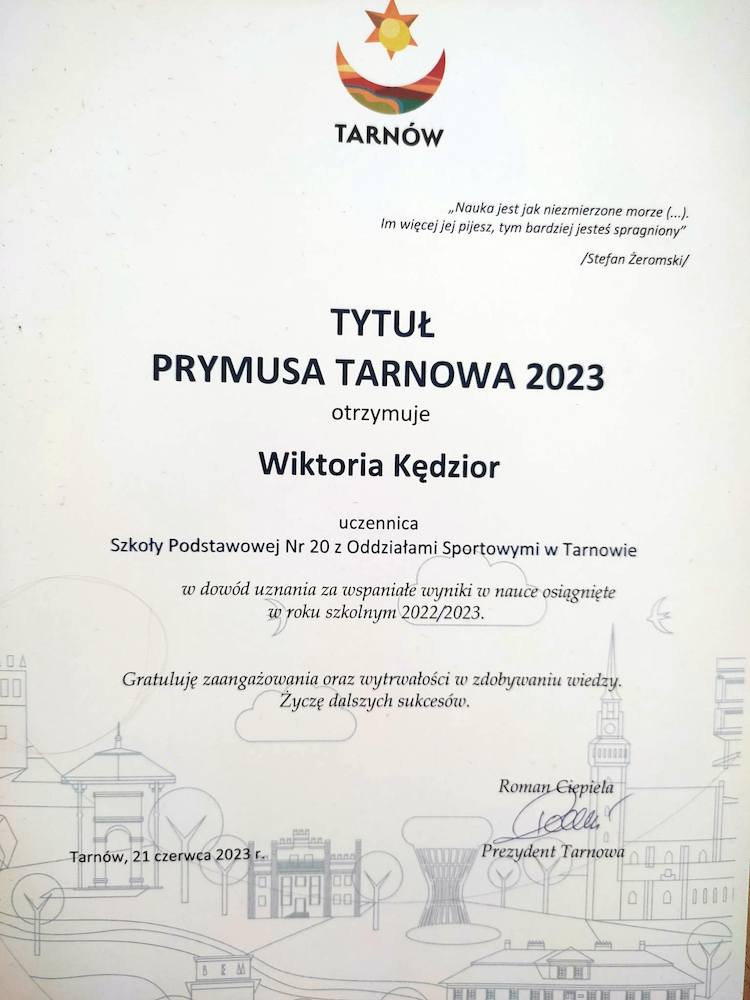 TARNÓW
„Nauka jest jak niezmierzone morze (...).
Im więcej jej pijesz, tym bardziej jesteś spragniony”
/Stefan Żeromski/
TYTUŁ
PRYMUSA TARNOWA 2023
otrzymuje
Wiktoria Kędzior
uczennica
Szkoły Podstawowej Nr 20 z Oddziałami Sportowymi w Tarnowie
w dowód uznania za wspaniałe wyniki w nauce osiągnięte
w roku szkolnym 2022/2023.
Gratuluję zaangażowania oraz wytrwałości w zdobywaniu wiedzy.
Życzę dalszych sukcesów.
Roman Ciepiela
Prezydent Tarnowa
Tarnów, 21 czerwca 2023 r.
BEM